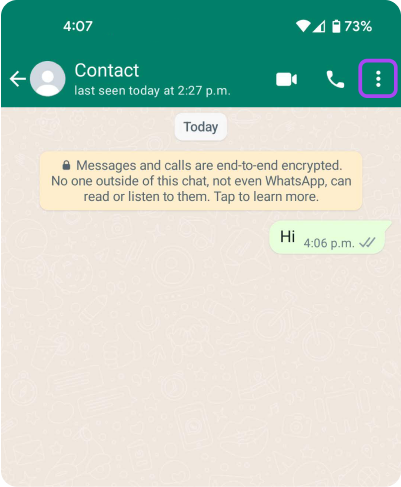 4:07
73%
Contact
last seen today at 2:27 p.m.
Today
Messages and calls are end-to-end encrypted.
No one outside of this chat, not even WhatsApp, can
read or listen to them. Tap to learn more.
Hi 4:06 p.m.